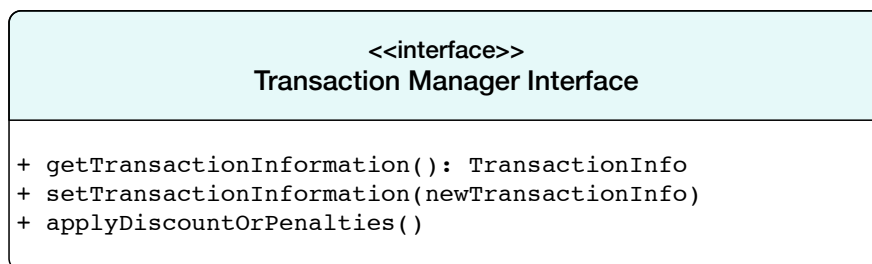 <<interface>>
Transaction Manager Interface
+ getTransactionInformation(): TransactionInfo
+ setTransactionInformation(newTransactionInfo)
+ applyDiscountOrPenalties()